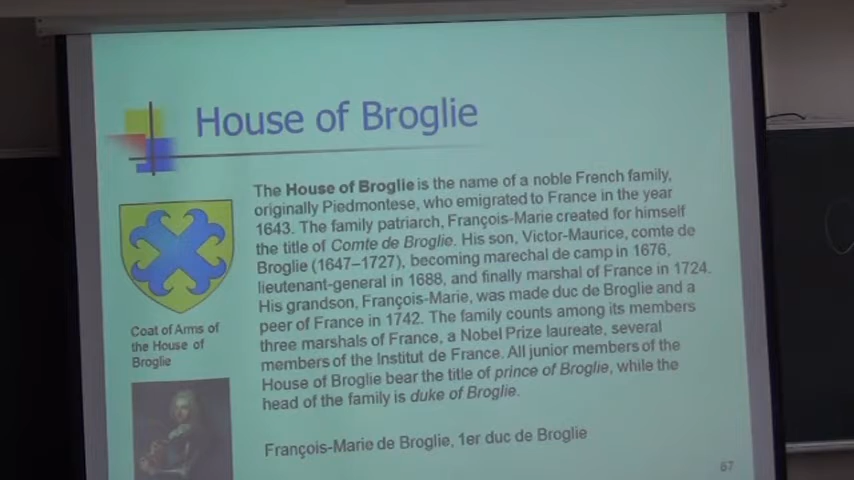 House of Broglie
The House of Broglie is the name of a noble French family,
originally Piedmontese, who emigrated to France in the year
1643. The family patriarch, François-Marie created for himself
the title of Comte de Broglie. His son, Victor-Maurice, comte de
Broglie (1647–1727), becoming marechal de camp in 1676,
lieutenant-general in 1688, and finally marshal of France in 1724.
His grandson, François-Marie, was made duc de Broglie and a
peer of France in 1742. The family counts among its members
three marshals of France, a Nobel Prize laureate, several
members of the Institut de France. All junior members of the
House of Broglie bear the title of prince of Broglie, while the
head of the family is duke of Broglie.
Coat of Arms of
the House of
Broglie
François-Marie de Broglie, 1er duc de Broglie
67